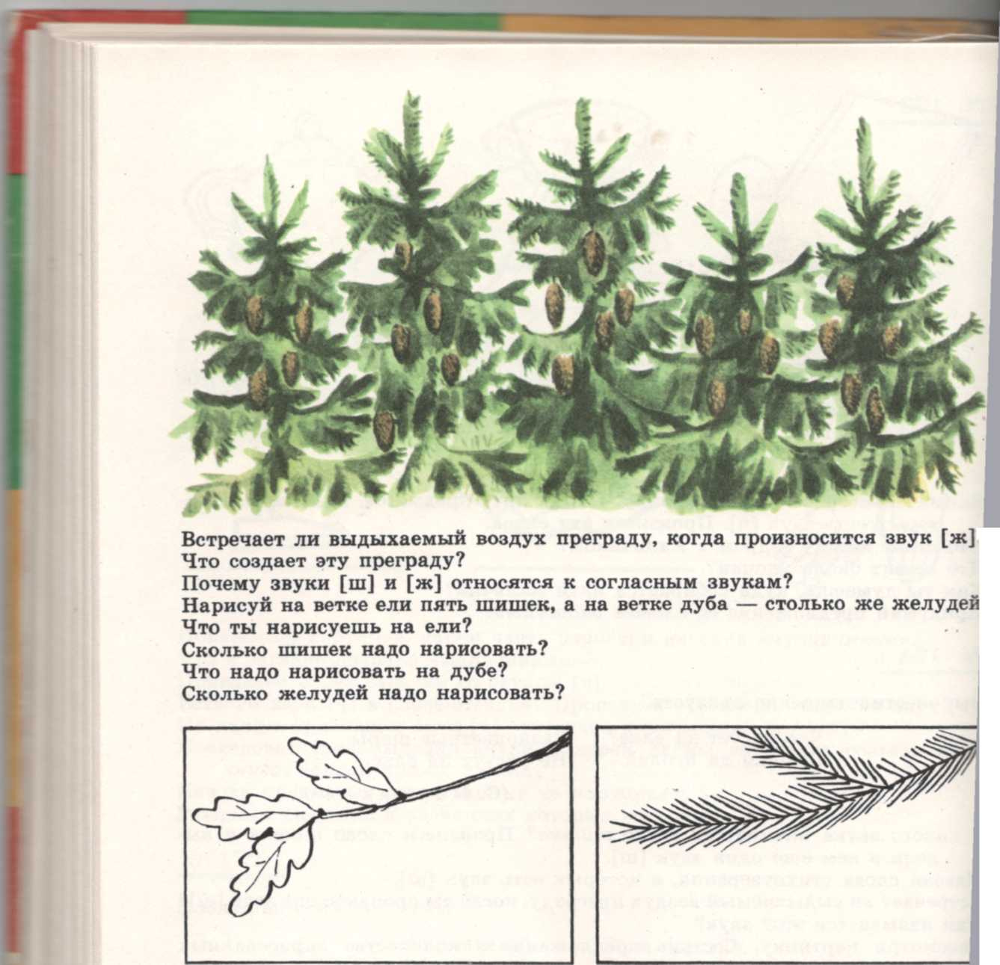 Встречает ли выдыхаемый воздух преграду, когда произносится звук [ж]
Что создает эту преграду?
Почему звуки [ш] и [ж] относятся к согласным звукам?
Нарисуй на ветке ели пять шишек, а на ветке дуба — столько же желудей
Что ты нарисуешь на ели?
Сколько шишек надо нарисовать?
Что надо нарисовать на дубе?
Сколько желудей надо нарисовать?